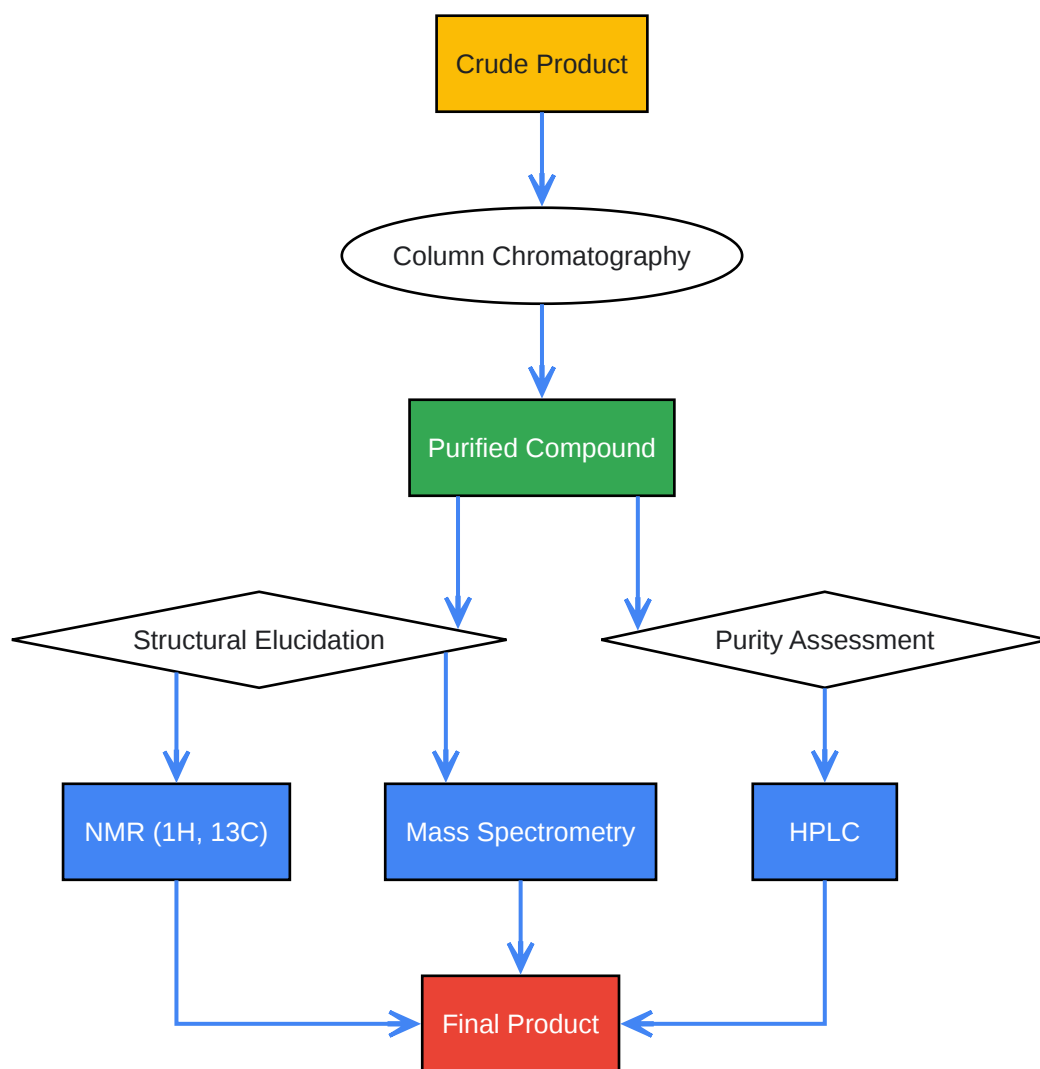 Crude Product
Column Chromatography
Purified Compound
Structural Elucidation
Purity Assessment
NMR (1H, 13C)
Mass Spectrometry
HPLC
Final Product